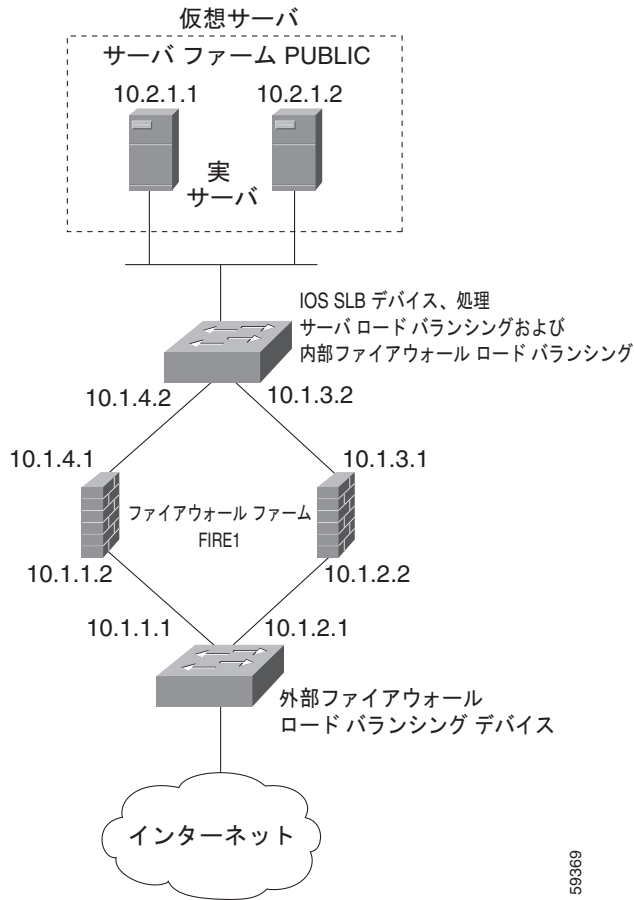 仮想サーバ
サーバ ファーム PUBLIC
10.2.1.1
10.2.1.2
実
サーバ
IOS SLB デバイス、処理
サーバ ロード バランシングおよび
内部ファイアウォール ロード バランシング
10.1.4.2
10.1.3.2
10.1.4.1
10.1.3.1
ファイアウォール ファーム
FIRE1
10.1.1.2
10.1.2.2
10.1.1.1
10.1.2.1
外部ファイアウォール
ロード バランシング デバイス
インターネット
59369